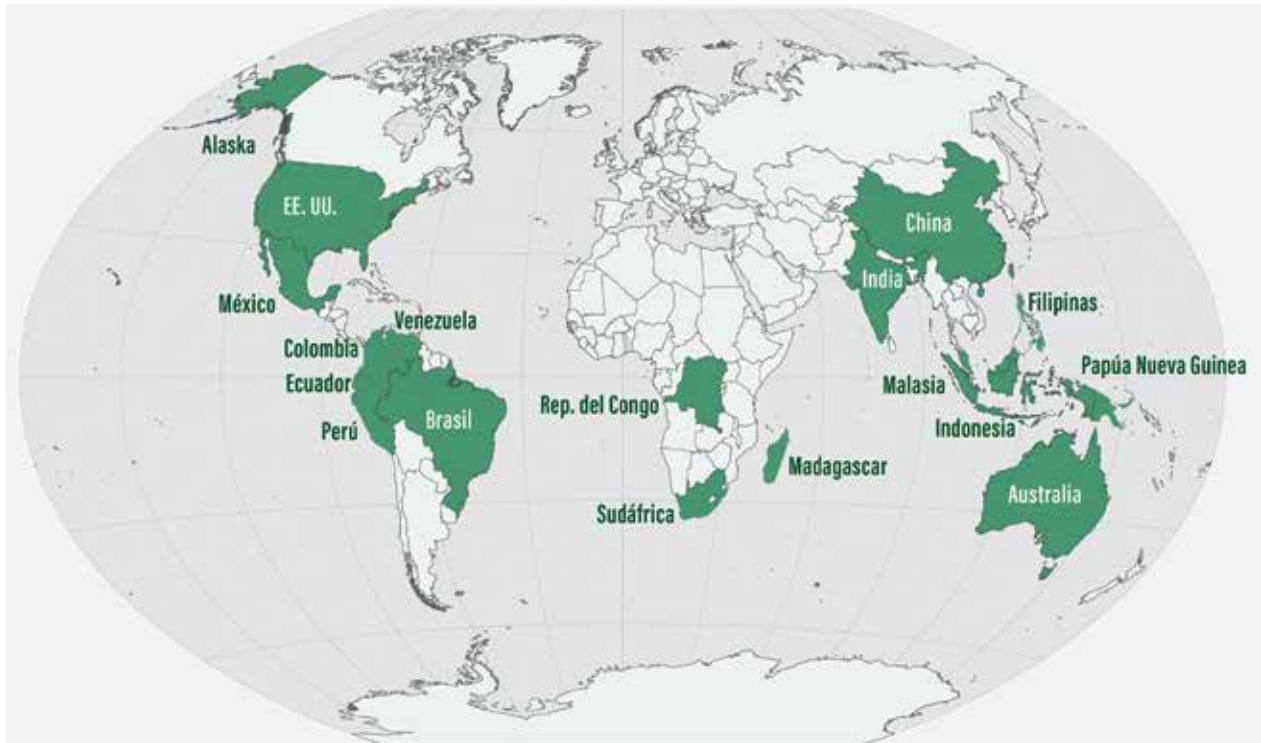 Alaska
EE. UU.
China
India
México
Filipinas
Venezuela
Colombia
Papúa Nueva Guinea
Ecuador
Malasia
Rep. del Congo
Brasil
Perú
Indonesia
Madagascar
Australia
Sudáfrica